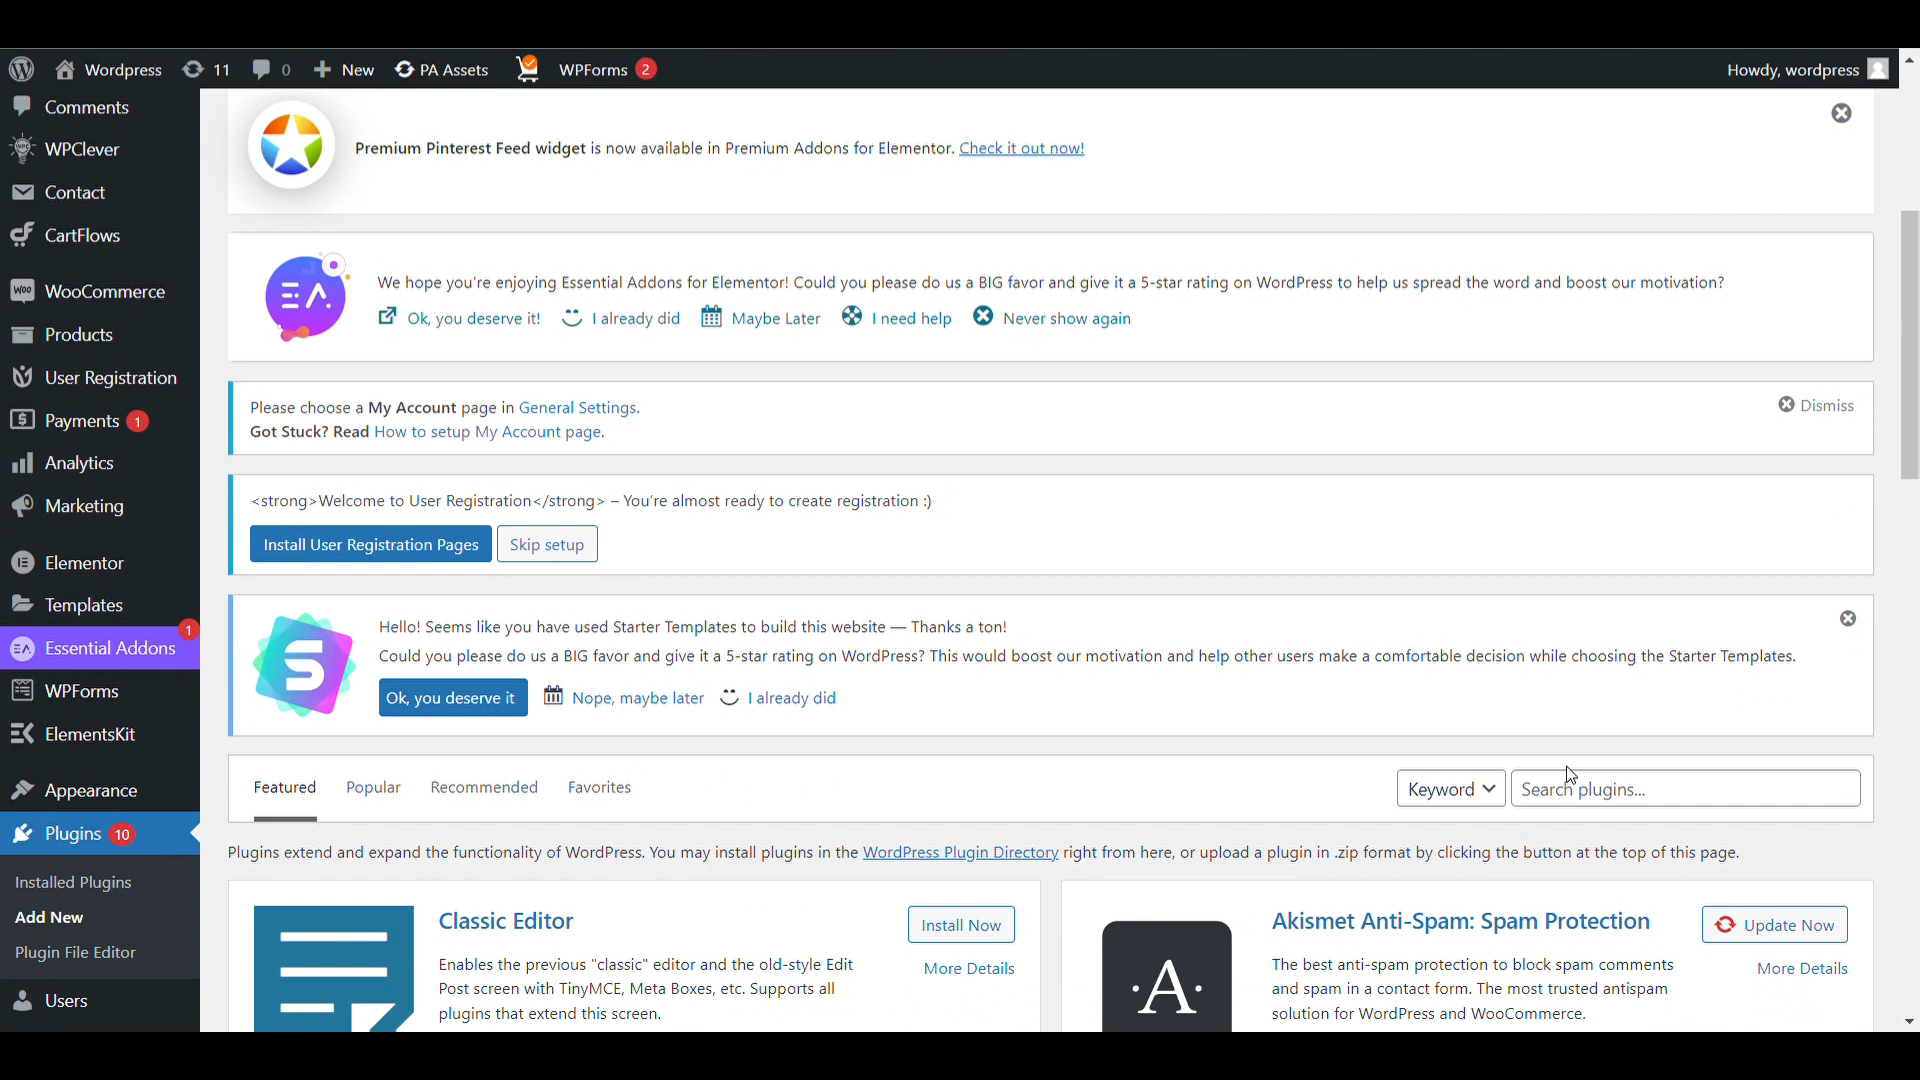 Wordpress 11 0 New PA Assets WPForms 2 Howdy, wordpress
Comments
WPClever
Contact
CartFlows
WOO WooCommerce
Products
User Registration
Payments 1
Analytics
Marketing
Elementor
Templates
Essential Addons 1
WPForms
ElementsKit
Appearance
Plugins 10
Installed Plugins
Add New
Plugin File Editor
Users
Premium Pinterest Feed widget is now available in Premium Addons for Elementor. Check it out now!
We hope you're enjoying Essential Addons for Elementor! Could you please do us a BIG favor and give it a 5-star rating on WordPress to help us spread the word and boost our motivation?
Ok, you deserve it! I already did Maybe Later I need help Never show again
Please choose a My Account page in General Settings. Dismiss
Got Stuck? Read How to setup My Account page.
<strong>Welcome to User Registration</strong> – You're almost ready to create registration :)
Install User Registration Pages Skip setup
Hello! Seems like you have used Starter Templates to build this website — Thanks a ton!
Could you please do us a BIG favor and give it a 5-star rating on WordPress? This would boost our motivation and help other users make a comfortable decision while choosing the Starter Templates.
Ok, you deserve it Nope, maybe later I already did
Featured Popular Recommended Favorites Keyword Search plugins...
Plugins extend and expand the functionality of WordPress. You may install plugins in the WordPress Plugin Directory right from here, or upload a plugin in .zip format by clicking the button at the top of this page.
Classic Editor
Install Now
More Details
Enables the previous "classic" editor and the old-style Edit
Post screen with TinyMCE, Meta Boxes, etc. Supports all
plugins that extend this screen.
·A·
Akismet Anti-Spam: Spam Protection
Update Now
More Details
The best anti-spam protection to block spam comments
and spam in a contact form. The most trusted antispam
solution for WordPress and WooCommerce.